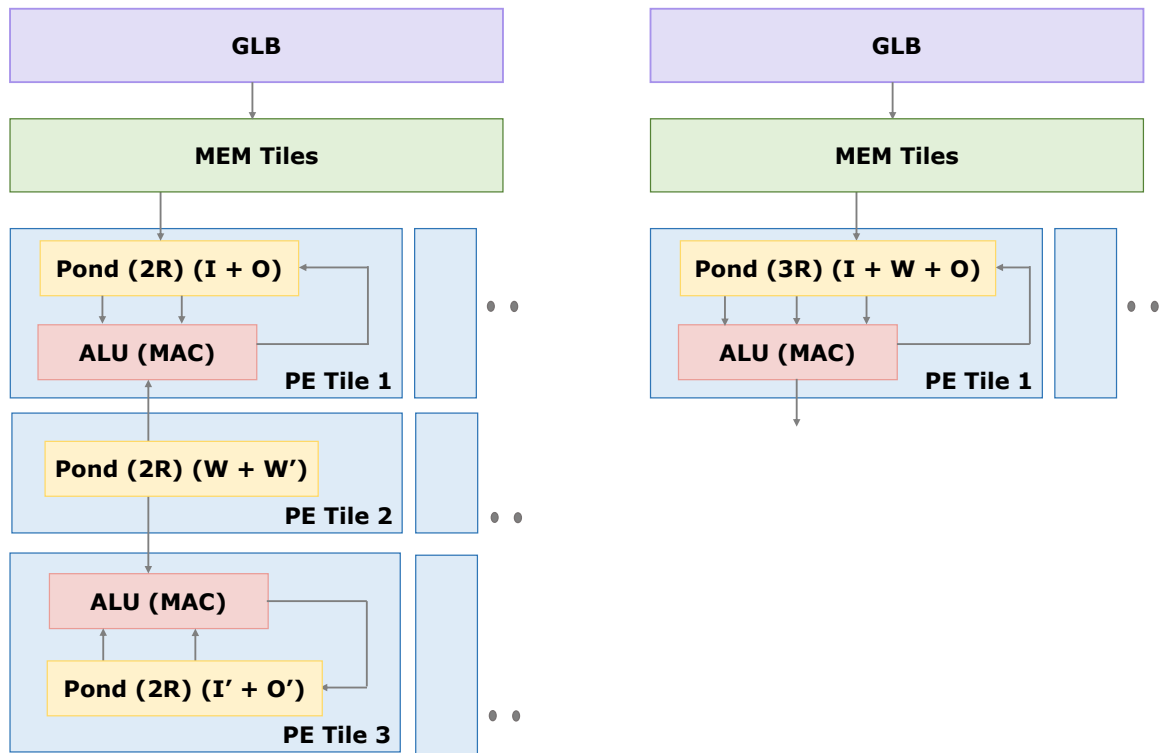 GLB
MEM Tiles
Pond (2R) (I + O)
ALU (MAC)
PE Tile 1
Pond (2R) (W + W’)
PE Tile 2
ALU (MAC)
Pond (2R) (I’ + O’)
PE Tile 3
GLB
MEM Tiles
Pond (3R) (I + W + O)
ALU (MAC)
PE Tile 1